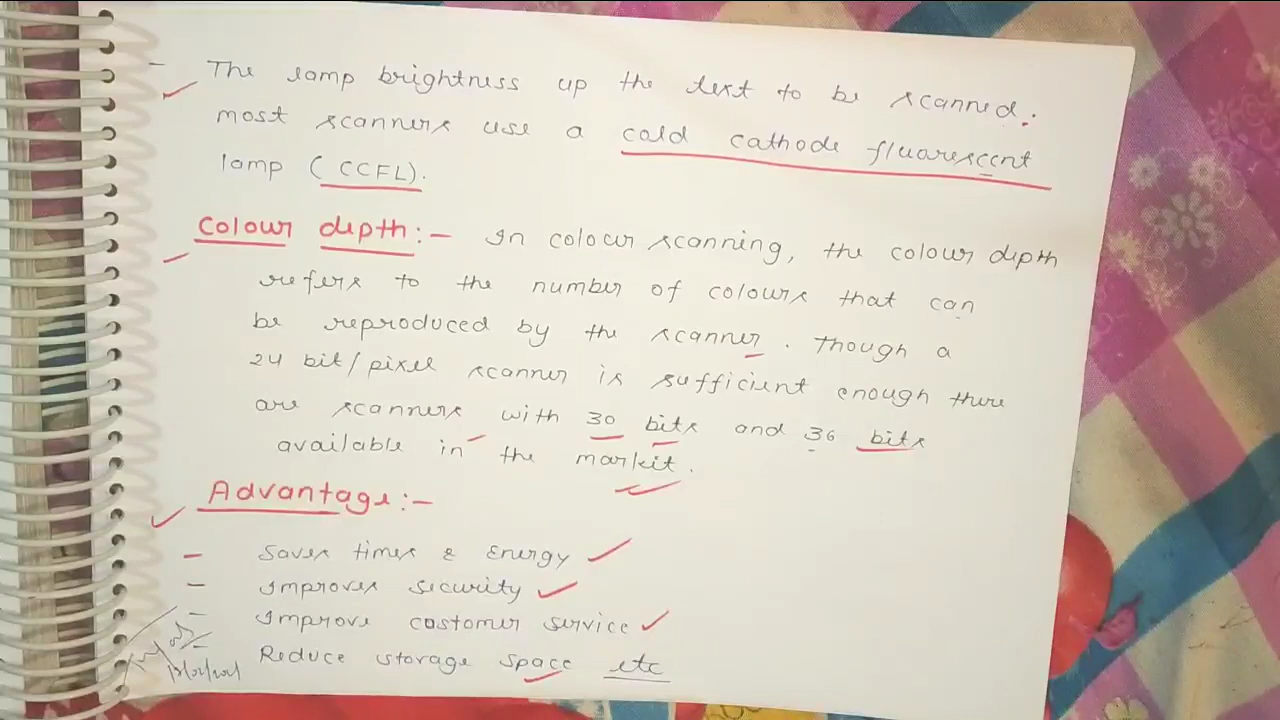 - The lamp brightness up the text to be scanned.
most scanners use a cold cathode fluorescent
lamp (CCFL).
Colour depth:- In colour scanning, the colour depth
refers to the number of colours that can
be reproduced by the scanner. Though a
24 bit/pixel scanner is sufficient enough there
are scanners with 30 bits and 36 bits
available in the markit.
Advantage:-
- Saves times & Energy
- Improves security
- Improve costomer service
- Reduce storage space etc